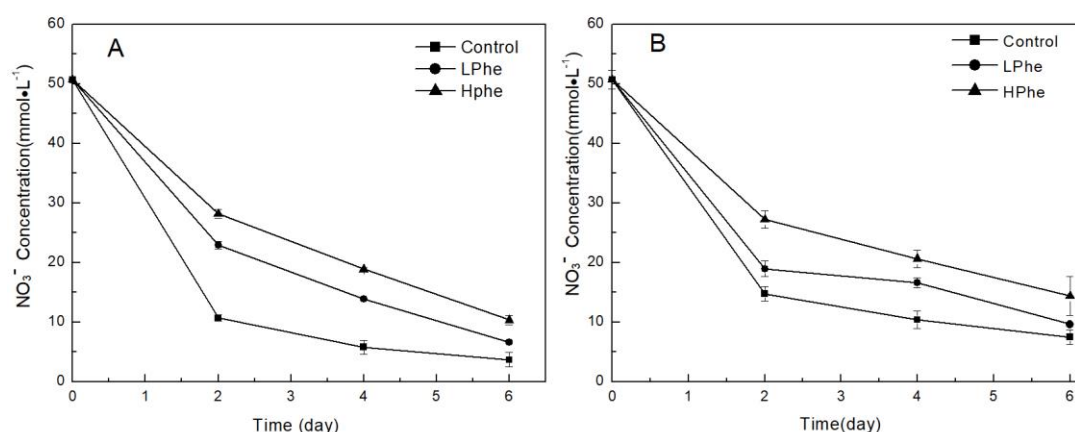 A
Control
LPhe
Hphe
60
50
40
30
20
10
0
NO₃⁻ Concentration(mmol•L⁻¹)
0 1 2 3 4 5 6
Time (day)
B
Control
LPhe
HPhe
60
50
40
30
20
10
0
NO₃⁻ Concentration(mmol•L⁻¹)
0 1 2 3 4 5 6
Time(day)